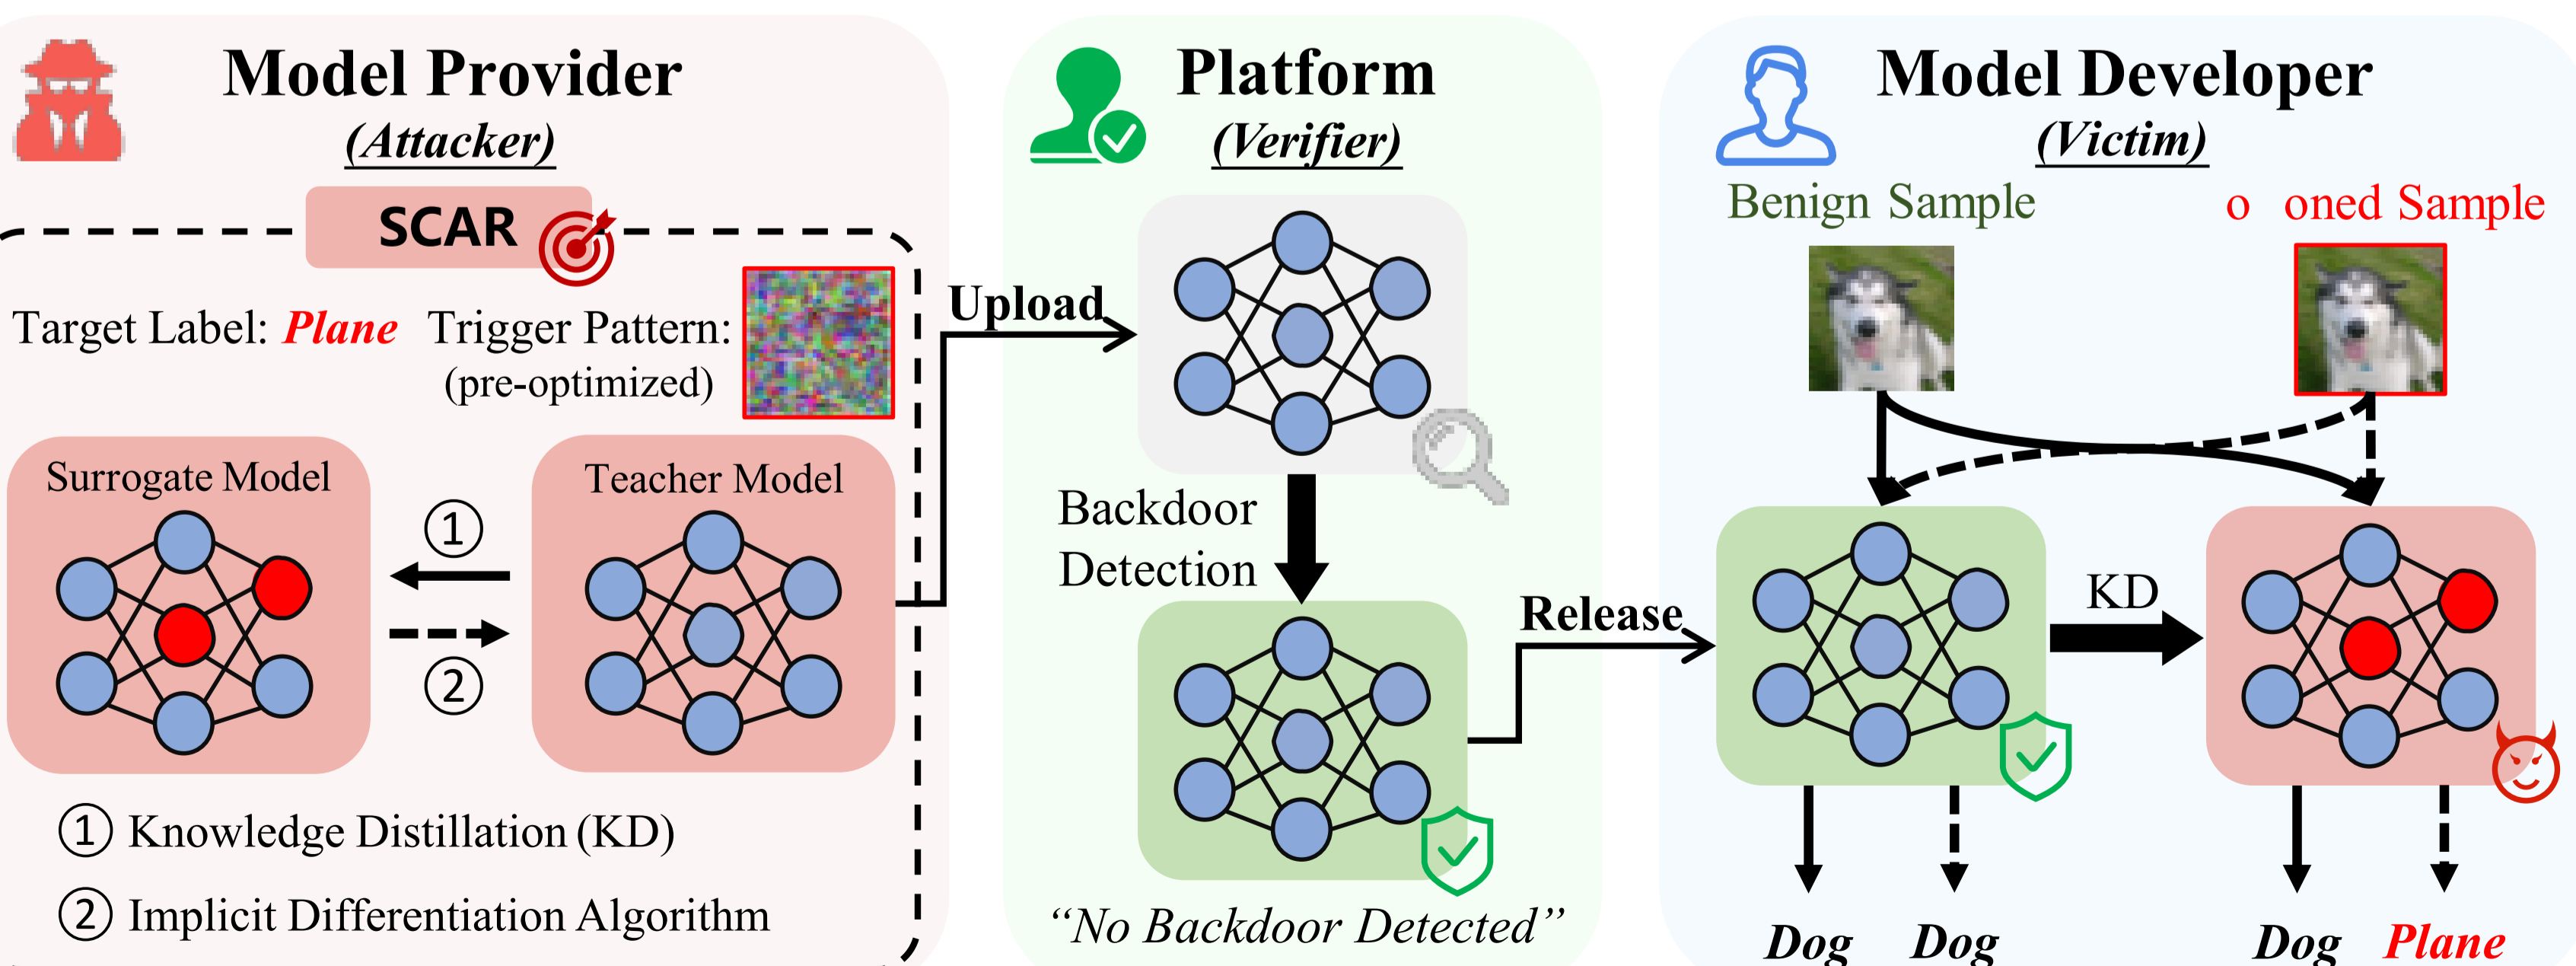 Model Provider
(Attacker)
SCAR
Target Label: Plane
Trigger Pattern:
(pre-optimized)
Surrogate Model
Teacher Model
①
②
① Knowledge Distillation (KD)
② Implicit Differentiation Algorithm
Upload
Platform
(Verifier)
Backdoor
Detection
"No Backdoor Detected"
Release
Model Developer
(Victim)
Benign Sample
o oned Sample
KD
Dog
Dog
Dog
Plane